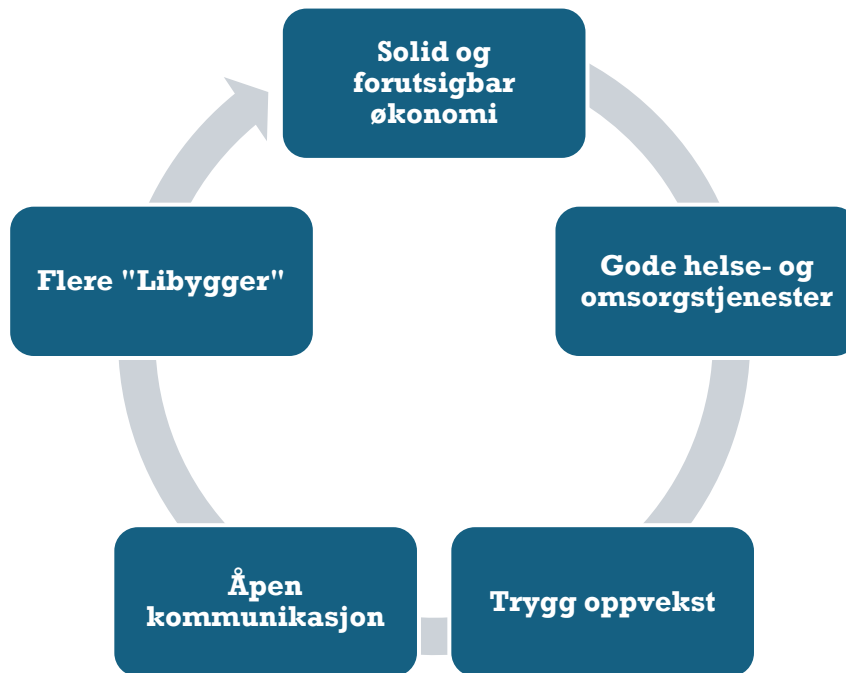 Solid og
forutsigbar
økonomi
Gode helse- og
omsorgstjenester
Trygg oppvekst
Åpen
kommunikasjon
Flere "Libygger"